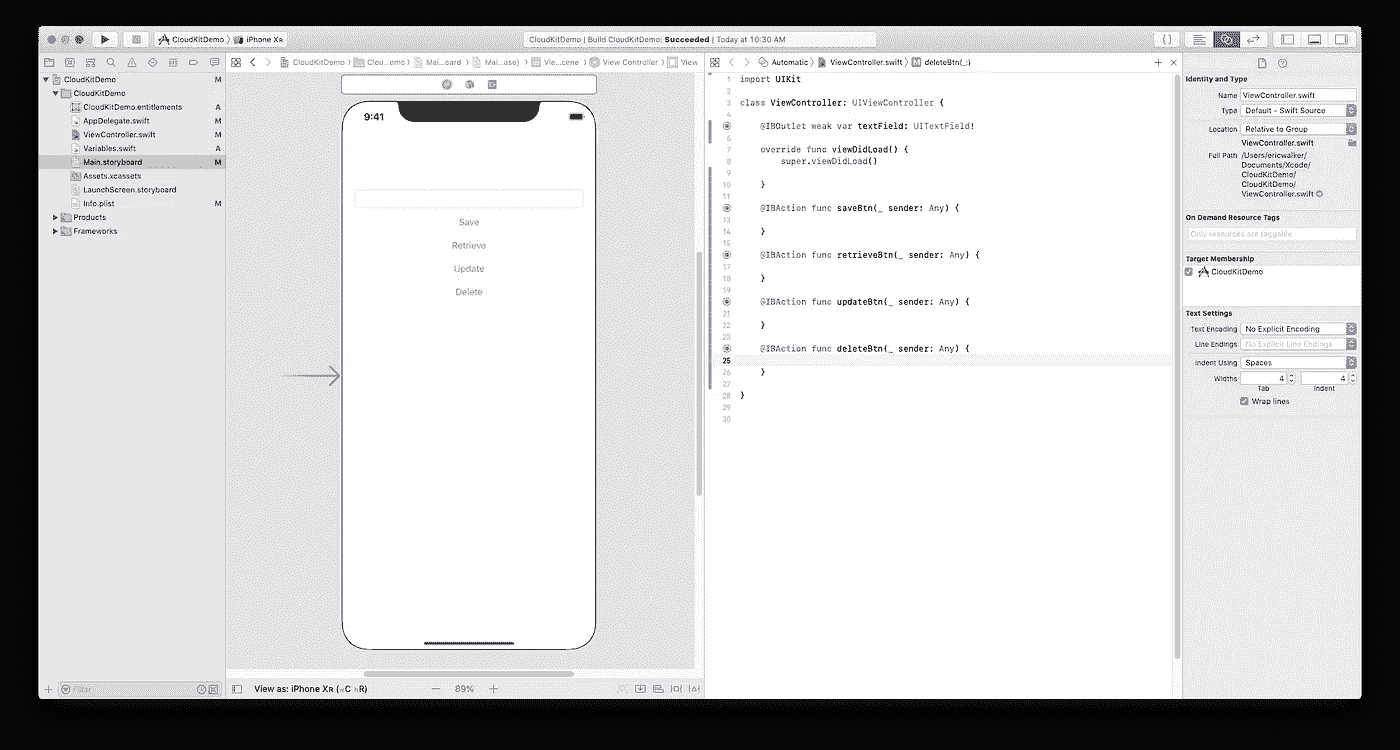 CloudKitDemo 〉 iPhone XR
CloudKitDemo | Build CloudKitDemo: Succeeded | Today at 10:30 AM
{ }
CloudKitDemo M
CloudKitDemo
CloudKitDemo.entitlements A
AppDelegate.swift M
ViewController.swift M
Variables.swift A
Main.storyboard M
Assets.xcassets
LaunchScreen.storyboard
Info.plist M
Products
Frameworks
Filter
CloudKitDemo 〉 Clou...emo 〉 Mai...card 〉 Mai...ase) 〉 Vie...cene 〉 View Controller 〉 View
9:41
Save
Retrieve
Update
Delete
View as: iPhone XR (wC hR)
89%
Automatic 〉 ViewController.swift 〉 M deleteBtn(_:)
1 import UIKit
2
3 class ViewController: UIViewController {
4
@IBOutlet weak var textField: UITextField!
6
7 override func viewDidLoad() {
8 super.viewDidLoad()
9
10 }
11
@IBAction func saveBtn(_ sender: Any) {
13
14 }
15
@IBAction func retrieveBtn(_ sender: Any) {
17
18 }
19
@IBAction func updateBtn(_ sender: Any) {
21
22 }
23
@IBAction func deleteBtn(_ sender: Any) {
25
26 }
27
28 }
29
30
Identity and Type
Name ViewController.swift
Type Default - Swift Source
Location Relative to Group
ViewController.swift
Full Path /Users/ericwalker/
Documents/Xcode/
CloudKitDemo/
CloudKitDemo/
ViewController.swift
On Demand Resource Tags
Only resources are taggable
Target Membership
CloudKitDemo
Text Settings
Text Encoding No Explicit Encoding
Line Endings No Explicit Line Endings
Indent Using Spaces
Widths 4 4
Tab Indent
Wrap lines